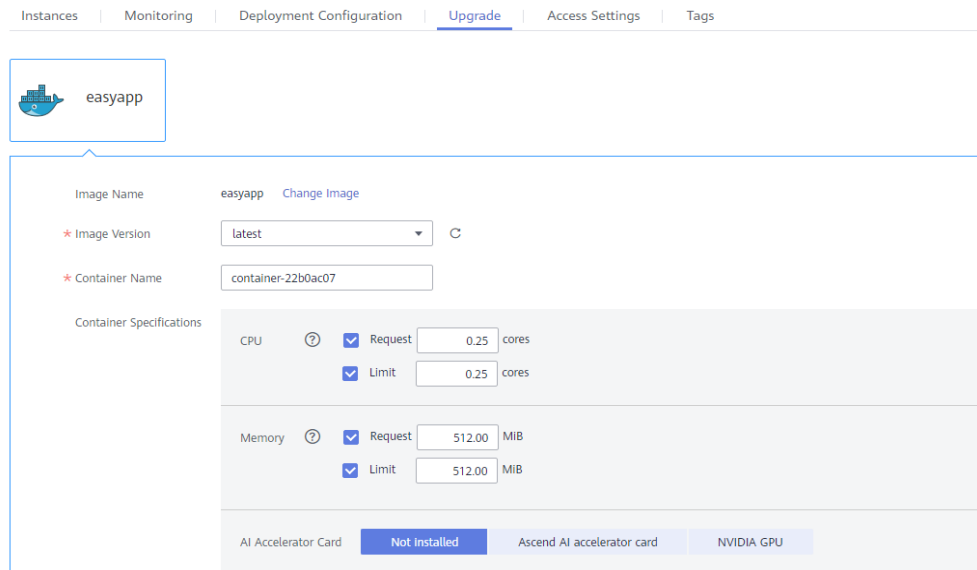 Instances Monitoring Deployment Configuration Upgrade Access Settings Tags
easyapp
Image Name easyapp Change Image
* Image Version latest
* Container Name container-22b0ac07
Container Specifications
CPU ? Request 0.25 cores
Limit 0.25 cores
Memory ? Request 512.00 MiB
Limit 512.00 MiB
AI Accelerator Card Not Installed Ascend AI accelerator card NVIDIA GPU